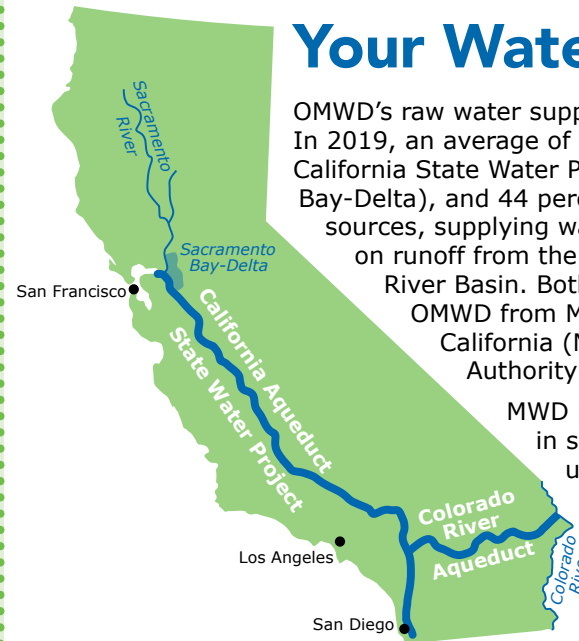 Your Wate
OMWD's raw water supp
In 2019, an average of
California State Water P
Bay-Delta), and 44 perc
sources, supplying wa
on runoff from the
River Basin. Both
OMWD from M
California (M
Authority
MWD
in s
u
Sacramento
River
Sacramento
Bay-Delta
San Francisco
California Aqueduct
State Water Project
Colorado
River
Aqueduct
Los Angeles
Colorado
River
San Diego